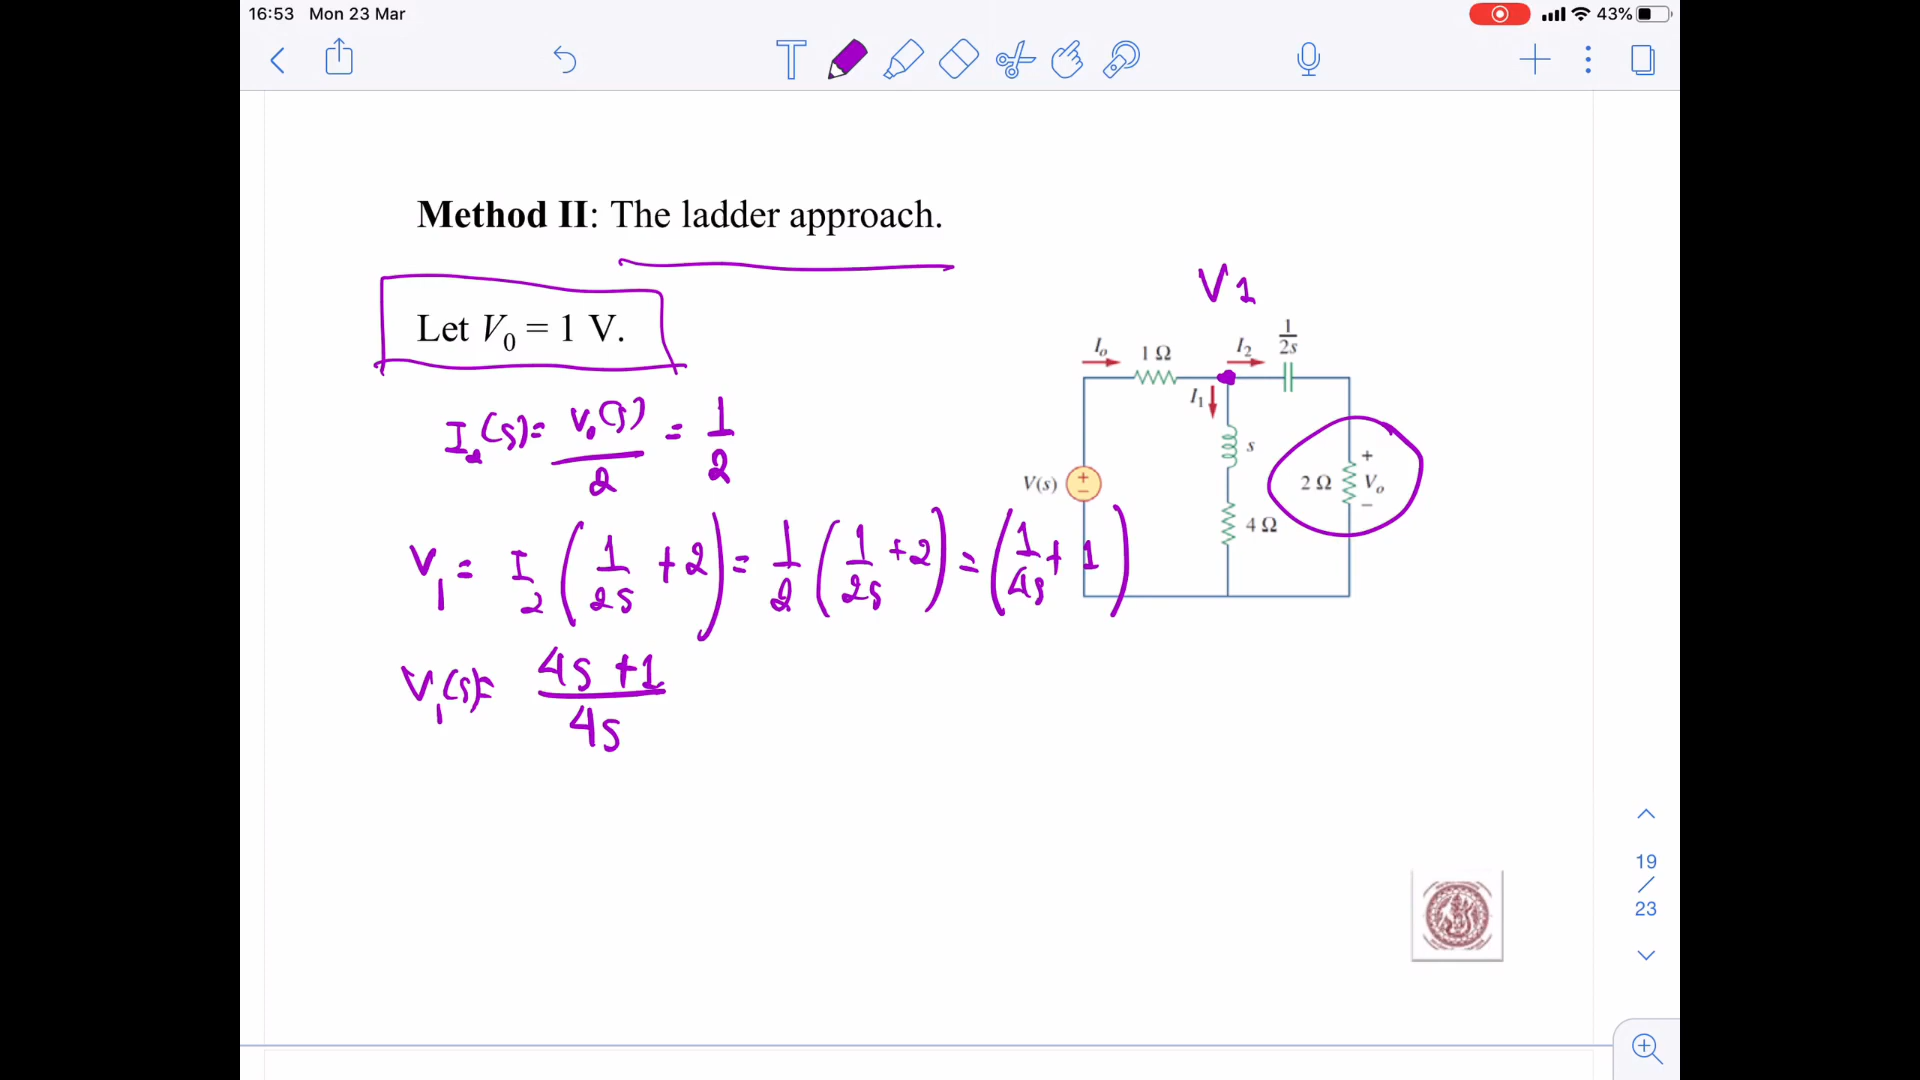 16:53 Mon 23 Mar
43%
T
Method II: The ladder approach.
Let V₀ = 1 V.
I₂(s) = V₀(s)/2 = 1/2
V₁ = I₂ (1/2s + 2) = 1/2 (1/2s + 2) = (1/4s + 1)
V₁(s) = 4s + 1/4s
V1
Iₒ
1 Ω
I₂
1/2s
I₁
s
V(s)
+
−
4 Ω
2 Ω
+
Vₒ
−
19
/
23